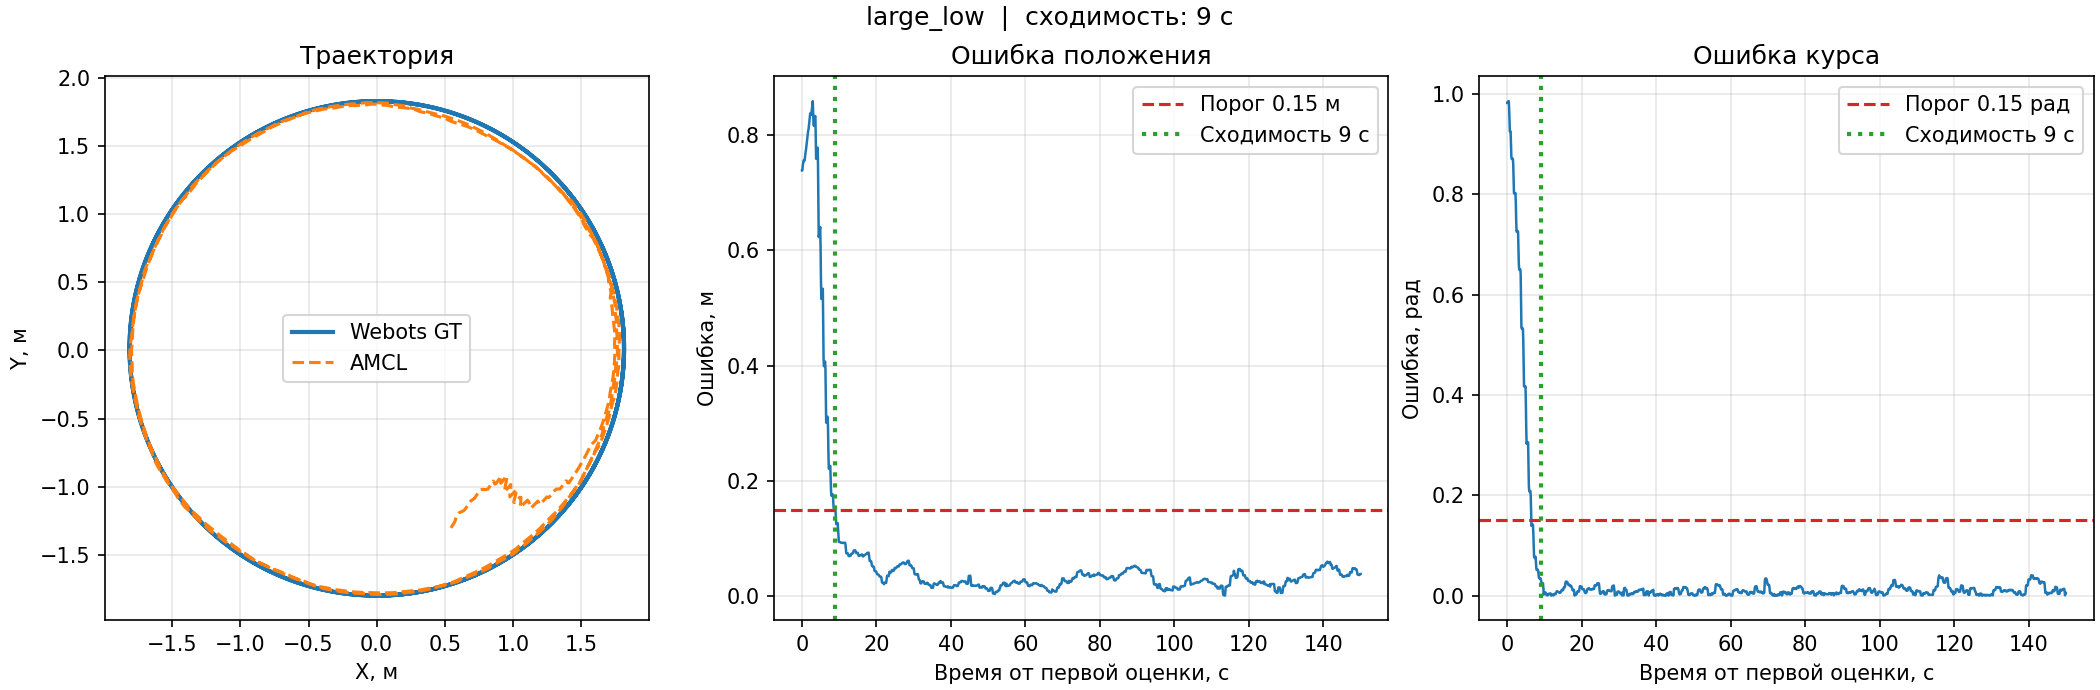 large_low | сходимость: 9 с
Траектория
2.0
1.5
1.0
0.5
0.0
−0.5
−1.0
−1.5
Y, м
Webots GT
AMCL
−1.5 −1.0 −0.5 0.0 0.5 1.0 1.5
X, м
Ошибка положения
Порог 0.15 м
Сходимость 9 с
0.8
0.6
0.4
0.2
0.0
Ошибка, м
0 20 40 60 80 100 120 140
Время от первой оценки, с
Ошибка курса
Порог 0.15 рад
Сходимость 9 с
1.0
0.8
0.6
0.4
0.2
0.0
Ошибка, рад
0 20 40 60 80 100 120 140
Время от первой оценки, с